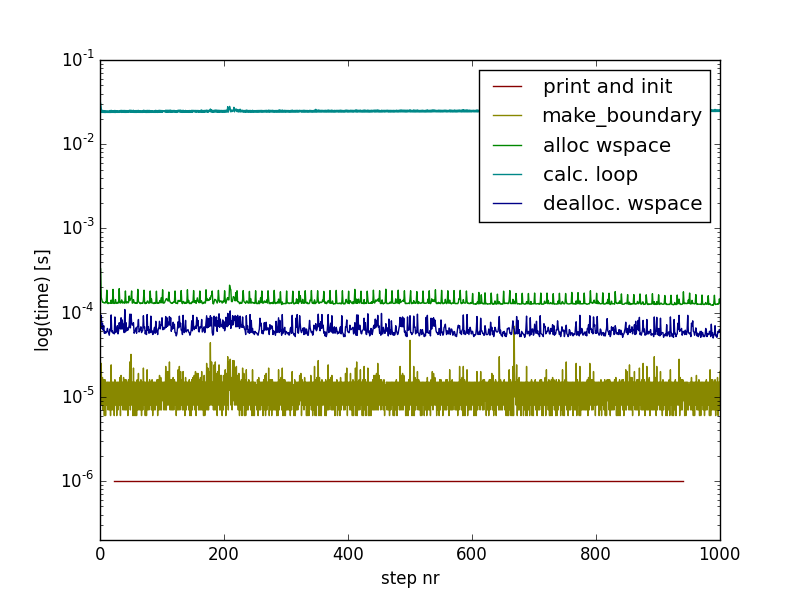 10^-1
10^-2
10^-3
10^-4
10^-5
10^-6
log(time) [s]
print and init
make_boundary
alloc wspace
calc. loop
dealloc. wspace
0 200 400 600 800 1000
step nr